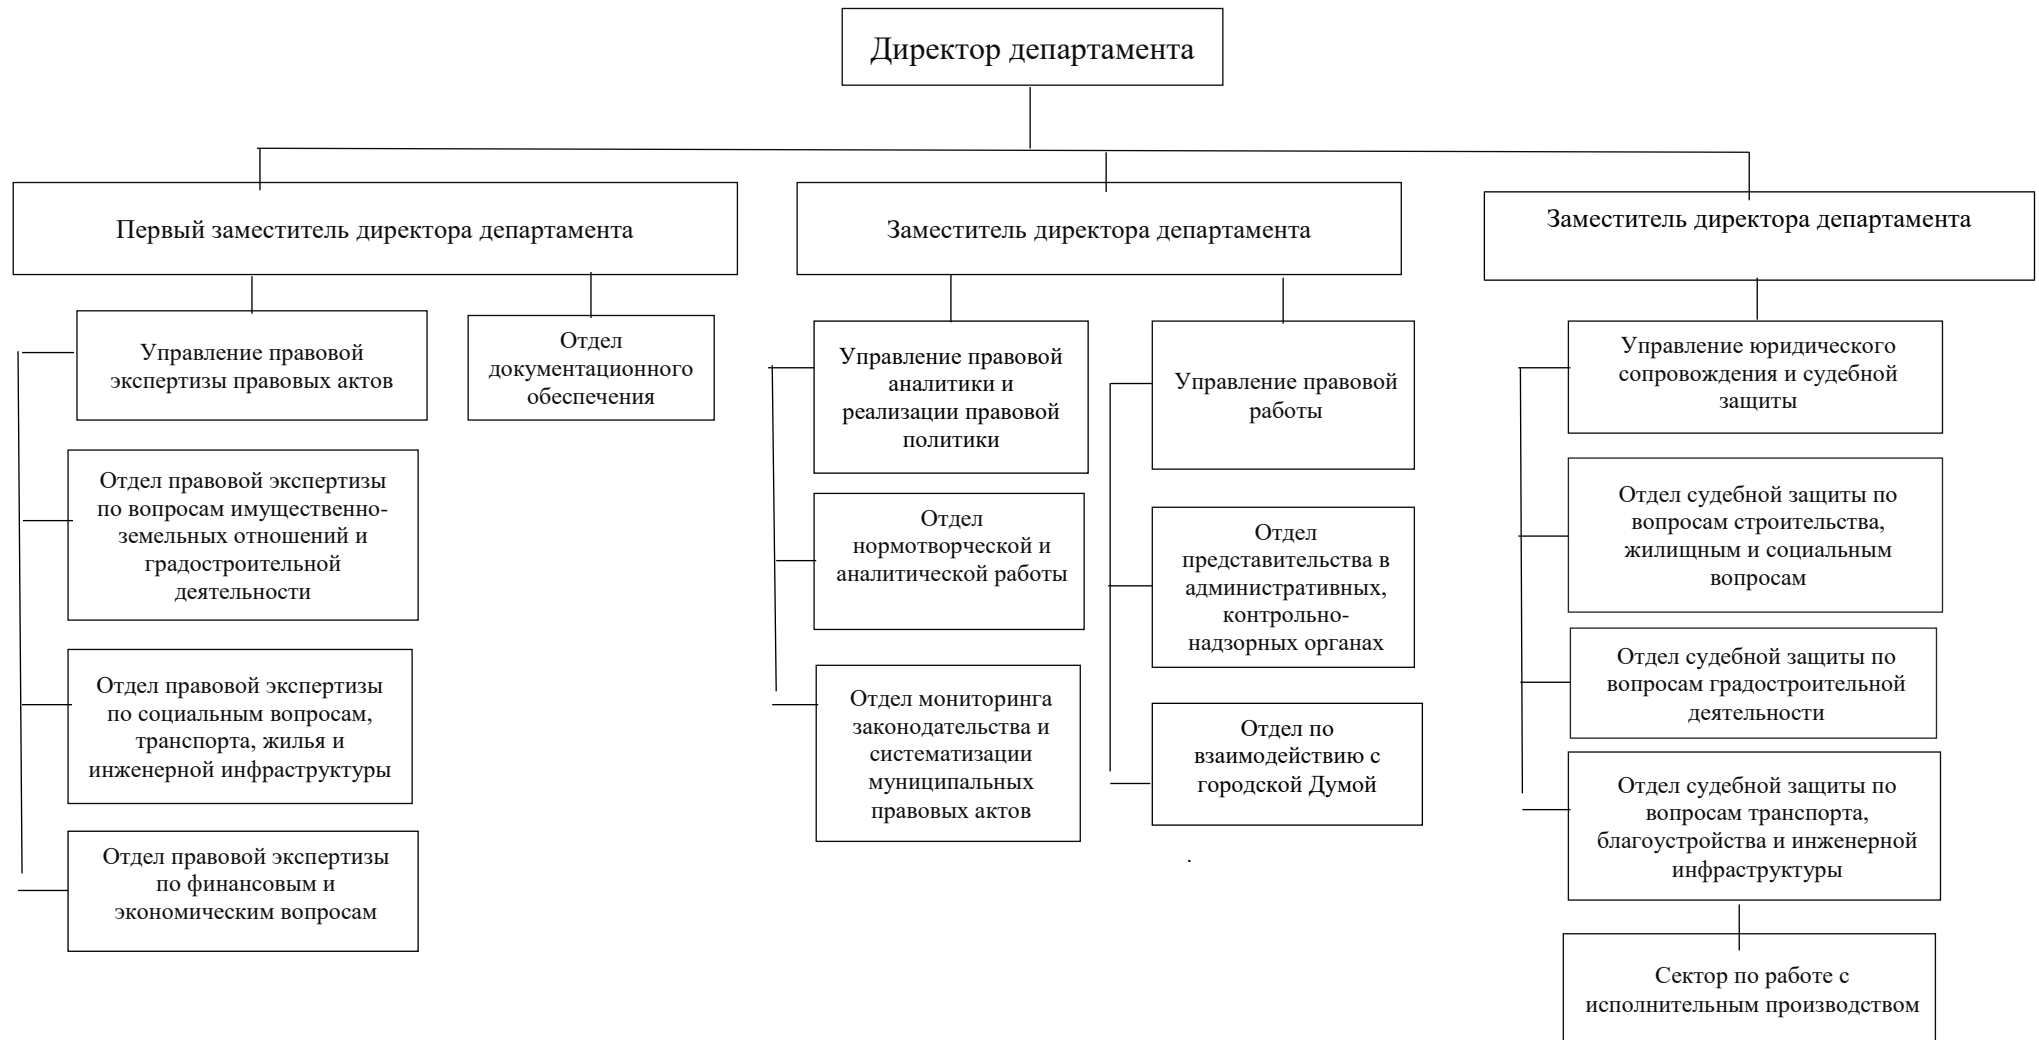 Директор департамента
Первый заместитель директора департамента
Заместитель директора департамента
Заместитель директора департамента
Управление правовой
экспертизы правовых актов
Отдел
документационного
обеспечения
Отдел правовой экспертизы
по вопросам имущественно-
земельных отношений и
градостроительной
деятельности
Отдел правовой экспертизы
по социальным вопросам,
транспорта, жилья и
инженерной инфраструктуры
Отдел правовой экспертизы
по финансовым и
экономическим вопросам
Управление правовой
аналитики и
реализации правовой
политики
Отдел
нормотворческой и
аналитической работы
Отдел мониторинга
законодательства и
систематизации
муниципальных
правовых актов
Управление правовой
работы
Отдел
представительства в
административных,
контрольно-
надзорных органах
Отдел по
взаимодействию с
городской Думой
.
Управление юридического
сопровождения и судебной
защиты
Отдел судебной защиты по
вопросам строительства,
жилищным и социальным
вопросам
Отдел судебной защиты по
вопросам градостроительной
деятельности
Отдел судебной защиты по
вопросам транспорта,
благоустройства и инженерной
инфраструктуры
Сектор по работе с
исполнительным производством